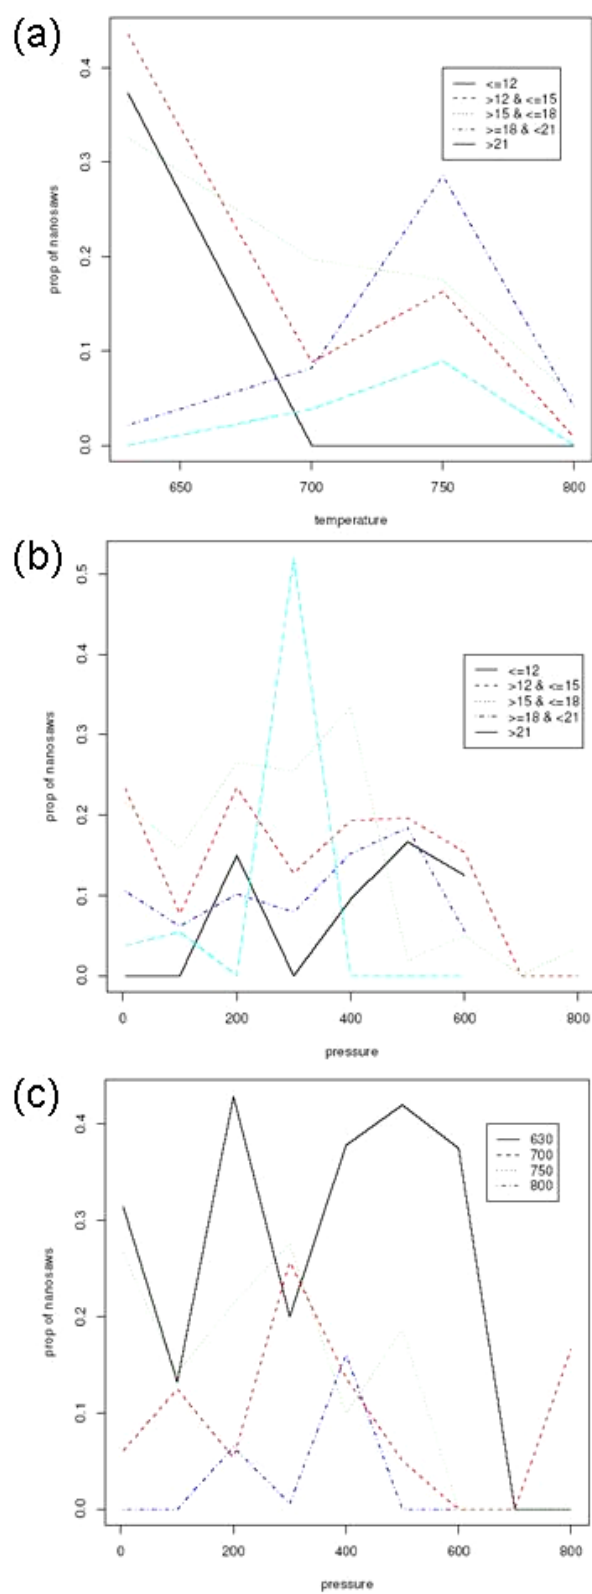 (a)
0.4
0.3
0.2
0.1
0.0
prop of nanosaws
<=12
>12 & <=15
>15 & <=18
>=18 & <21
>21
650 700 750 800
temperature
(b)
0.5
0.4
0.3
0.2
0.1
0.0
prop of nanosaws
<=12
>12 & <=15
>15 & <=18
>=18 & <21
>21
0 200 400 600 800
pressure
(c)
0.4
0.3
0.2
0.1
0.0
prop of nanosaws
630
700
750
800
0 200 400 600 800
pressure